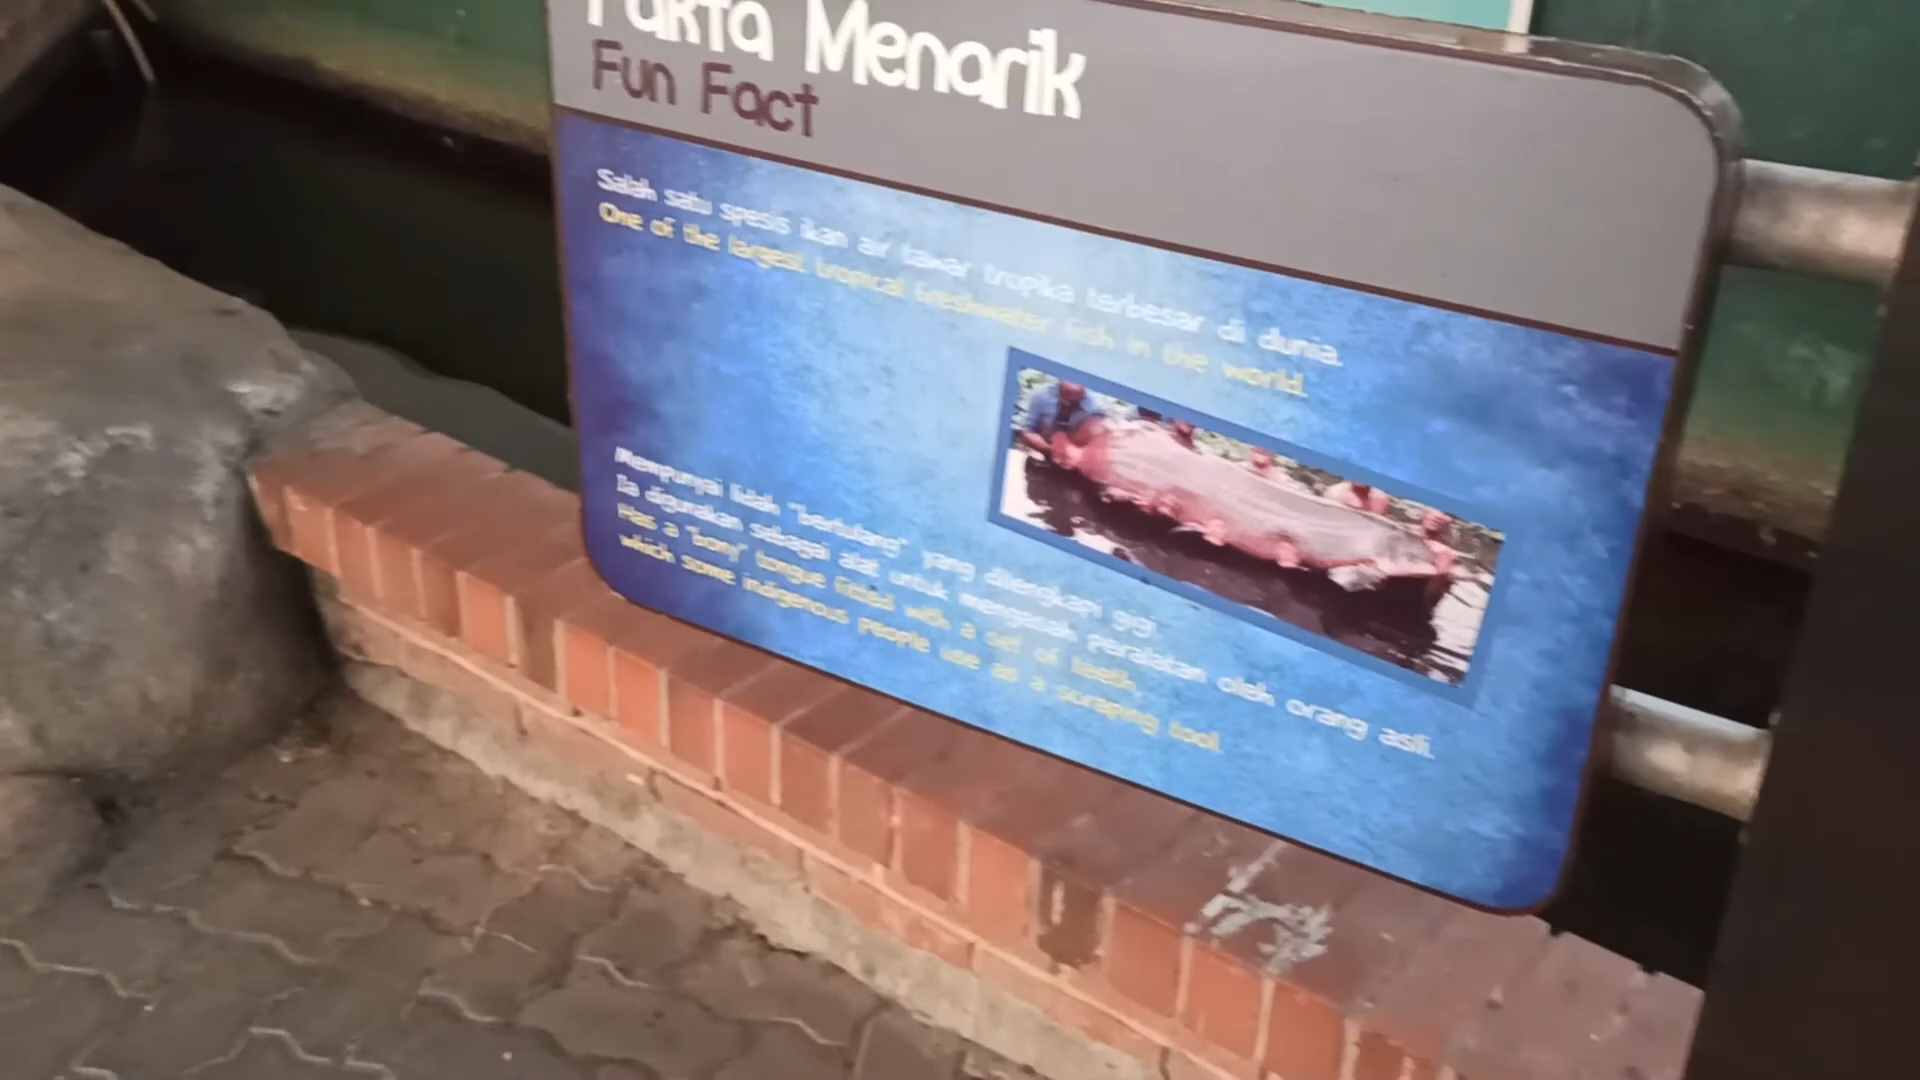 Fakta Menarik
Fun Fact
Salah satu spesis ikan air tawar tropika terbesar di dunia.
One of the largest tropical freshwater fish in the world.
Mempunyai lidah "bertulang" yang dilengkapi gigi.
Ia digunakan sebagai alat untuk mengasah peralatan oleh orang asli.
Has a "bony" tongue fitted with a set of teeth,
which some indigenous people use as a scraping tool.